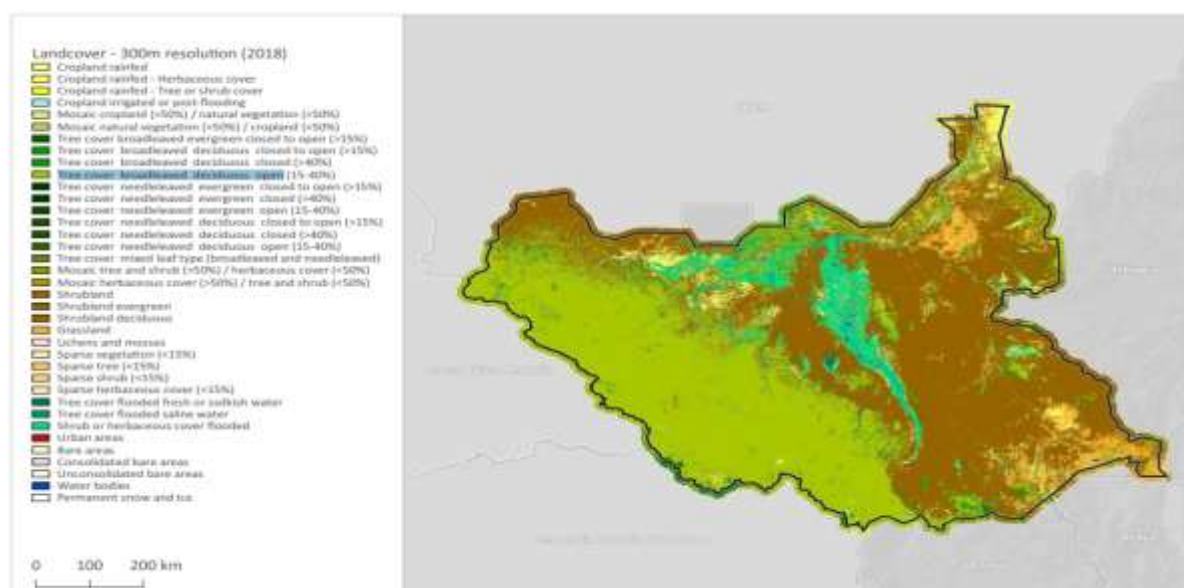 Landcover - 300m resolution (2018)
Cropland rainfed
Cropland rainfed - Herbaceous cover
Cropland rainfed - Tree or shrub cover
Cropland irrigated or post-flooding
Mosaic cropland (>50%) / natural vegetation (<50%)
Mosaic natural vegetation (>50%) / cropland (<50%)
Tree cover broadleaved evergreen closed to open (>15%)
Tree cover broadleaved deciduous closed to open (>15%)
Tree cover broadleaved deciduous closed (>40%)
Tree cover broadleaved deciduous open (15-40%)
Tree cover needleleaved evergreen closed to open (>15%)
Tree cover needleleaved evergreen closed (>40%)
Tree cover needleleaved evergreen open (15-40%)
Tree cover needleleaved deciduous closed to open (>15%)
Tree cover needleleaved deciduous closed (>40%)
Tree cover needleleaved deciduous open (15-40%)
Tree cover mixed leaf type (broadleaved and needleleaved)
Mosaic tree and shrub (>50%) / herbaceous cover (<50%)
Mosaic herbaceous cover (>50%) / tree and shrub (<50%)
Shrubland
Shrubland evergreen
Shrubland deciduous
Grassland
Lichens and mosses
Sparse vegetation (<15%)
Sparse tree (<15%)
Sparse shrub (<15%)
Sparse herbaceous cover (<15%)
Tree cover flooded fresh or brakish water
Tree cover flooded saline water
Shrub or herbaceous cover flooded
Urban areas
Bare areas
Consolidated bare areas
Unconsolidated bare areas
Water bodies
Permanent snow and ice
0 100 200 km